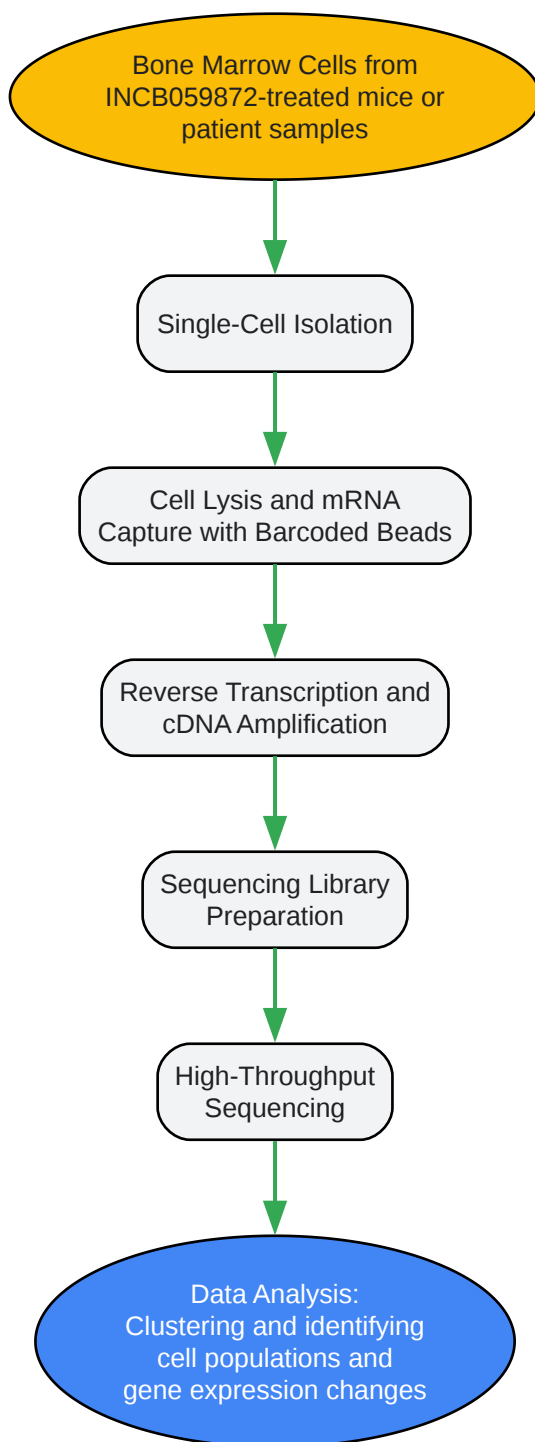 Bone Marrow Cells from
INCB059872-treated mice or
patient samples
Single-Cell Isolation
Cell Lysis and mRNA
Capture with Barcoded Beads
Reverse Transcription and
cDNA Amplification
Sequencing Library
Preparation
High-Throughput
Sequencing
Data Analysis:
Clustering and identifying
cell populations and
gene expression changes